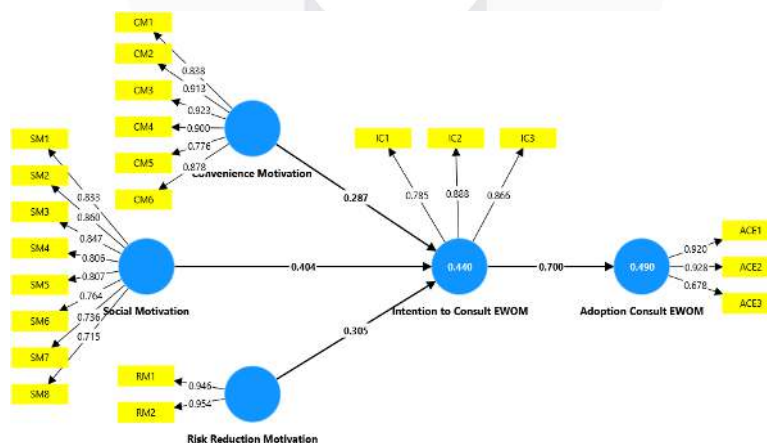 CM1
CM2
CM3
CM4
CM5
CM6
0.838
0.913
0.923
0.900
0.776
0.878
Convenience Motivation
SM1
SM2
SM3
SM4
SM5
SM6
SM7
SM8
0.833
0.860
0.847
0.806
0.807
0.764
0.736
0.715
Social Motivation
RM1
RM2
0.946
0.954
Risk Reduction Motivation
0.287
0.404
0.305
IC1
IC2
IC3
0.785
0.888
0.866
0.440
Intention to Consult EWOM
0.700
0.490
Adoption Consult EWOM
ACE1
ACE2
ACE3
0.920
0.928
0.678